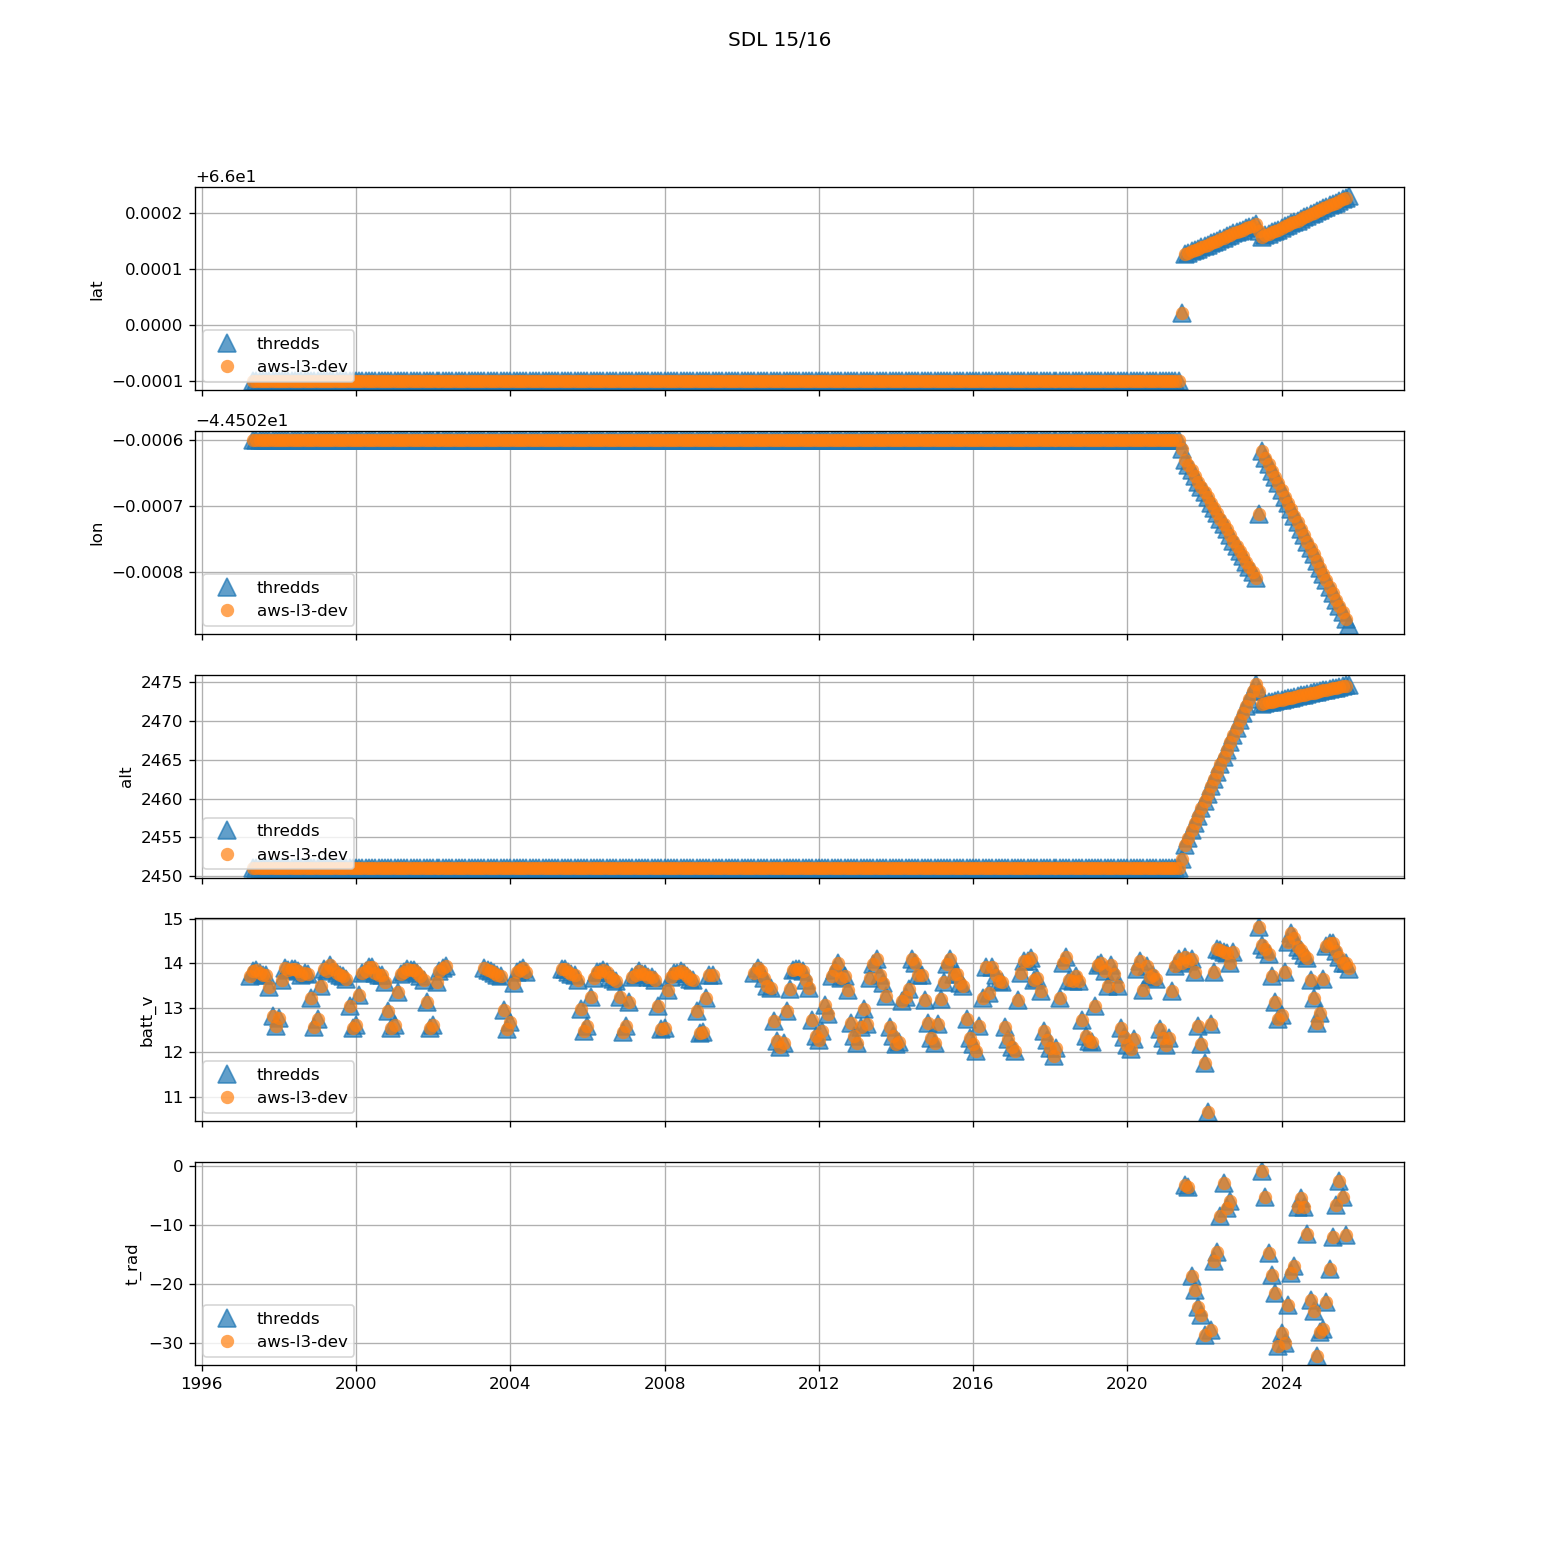 SDL 15/16
+6.6e1
0.0002
0.0001
0.0000
−0.0001
lat
thredds
aws-l3-dev
−4.4502e1
−0.0006
−0.0007
−0.0008
lon
thredds
aws-l3-dev
2475
2470
2465
2460
2455
2450
alt
thredds
aws-l3-dev
15
14
13
12
11
batt_v
thredds
aws-l3-dev
0
−10
−20
−30
t_rad
thredds
aws-l3-dev
1996 2000 2004 2008 2012 2016 2020 2024